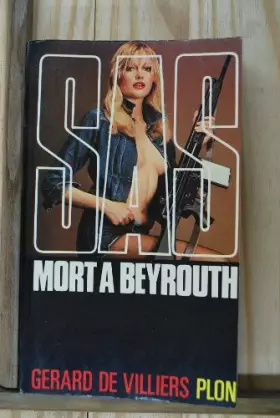 SAS
MORT A BEYROUTH
GERARD DE VILLIERS PLON